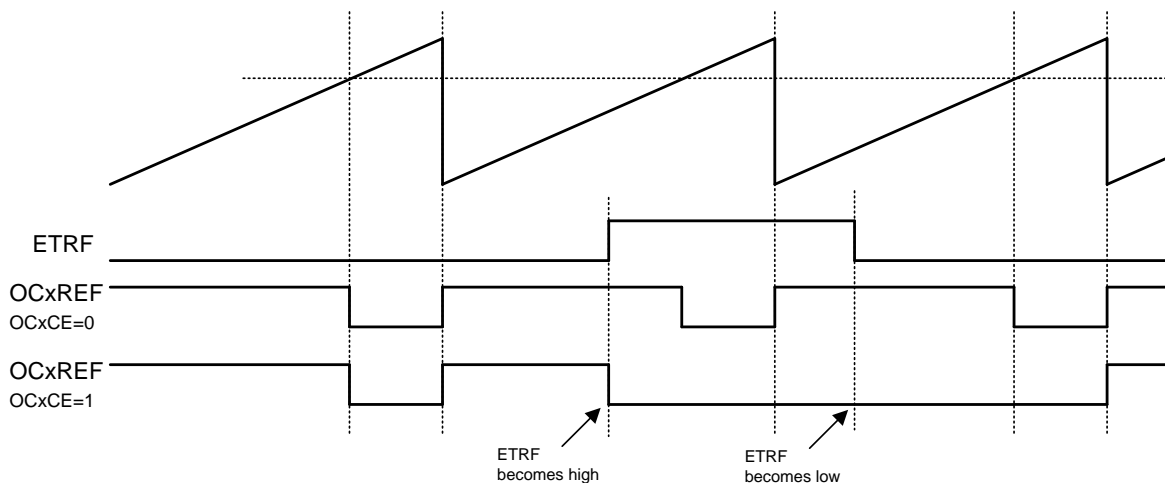 ETRF
OCxREF
OCxCE=0
OCxREF
OCxCE=1
ETRF
becomes high
ETRF
becomes low